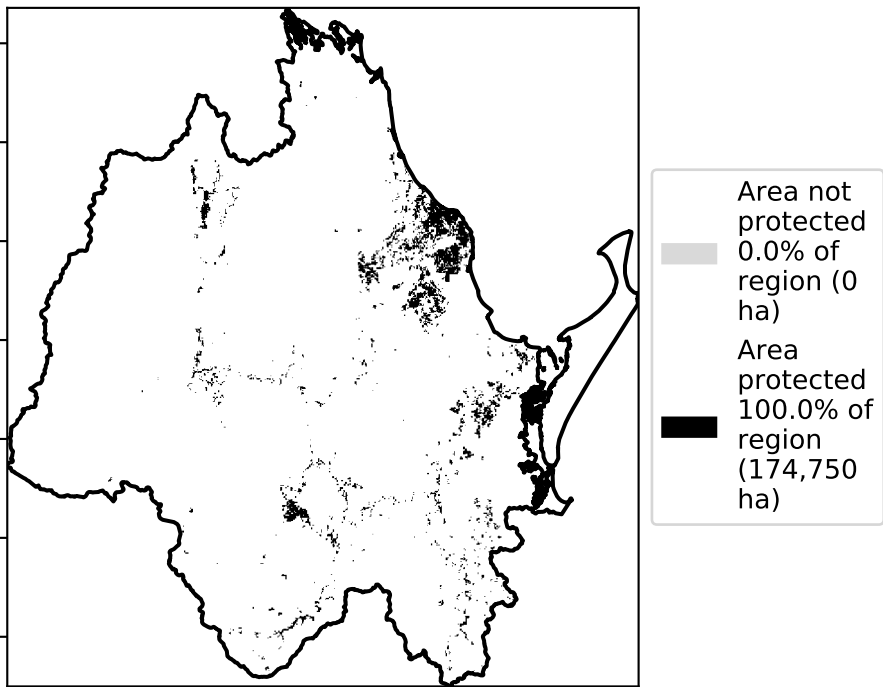 Area not
protected
0.0% of
region (0
ha)
Area
protected
100.0% of
region
(174,750
ha)